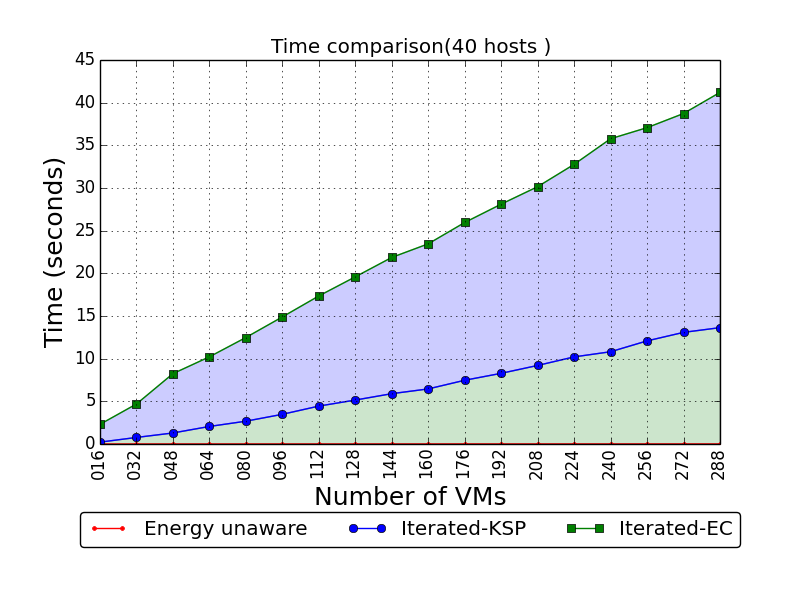 Time comparison(40 hosts )
45
40
35
30
25
20
15
10
5
0
Time (seconds)
016 032 048 064 080 096 112 128 144 160 176 192 208 224 240 256 272 288
Number of VMs
Energy unaware Iterated-KSP Iterated-EC